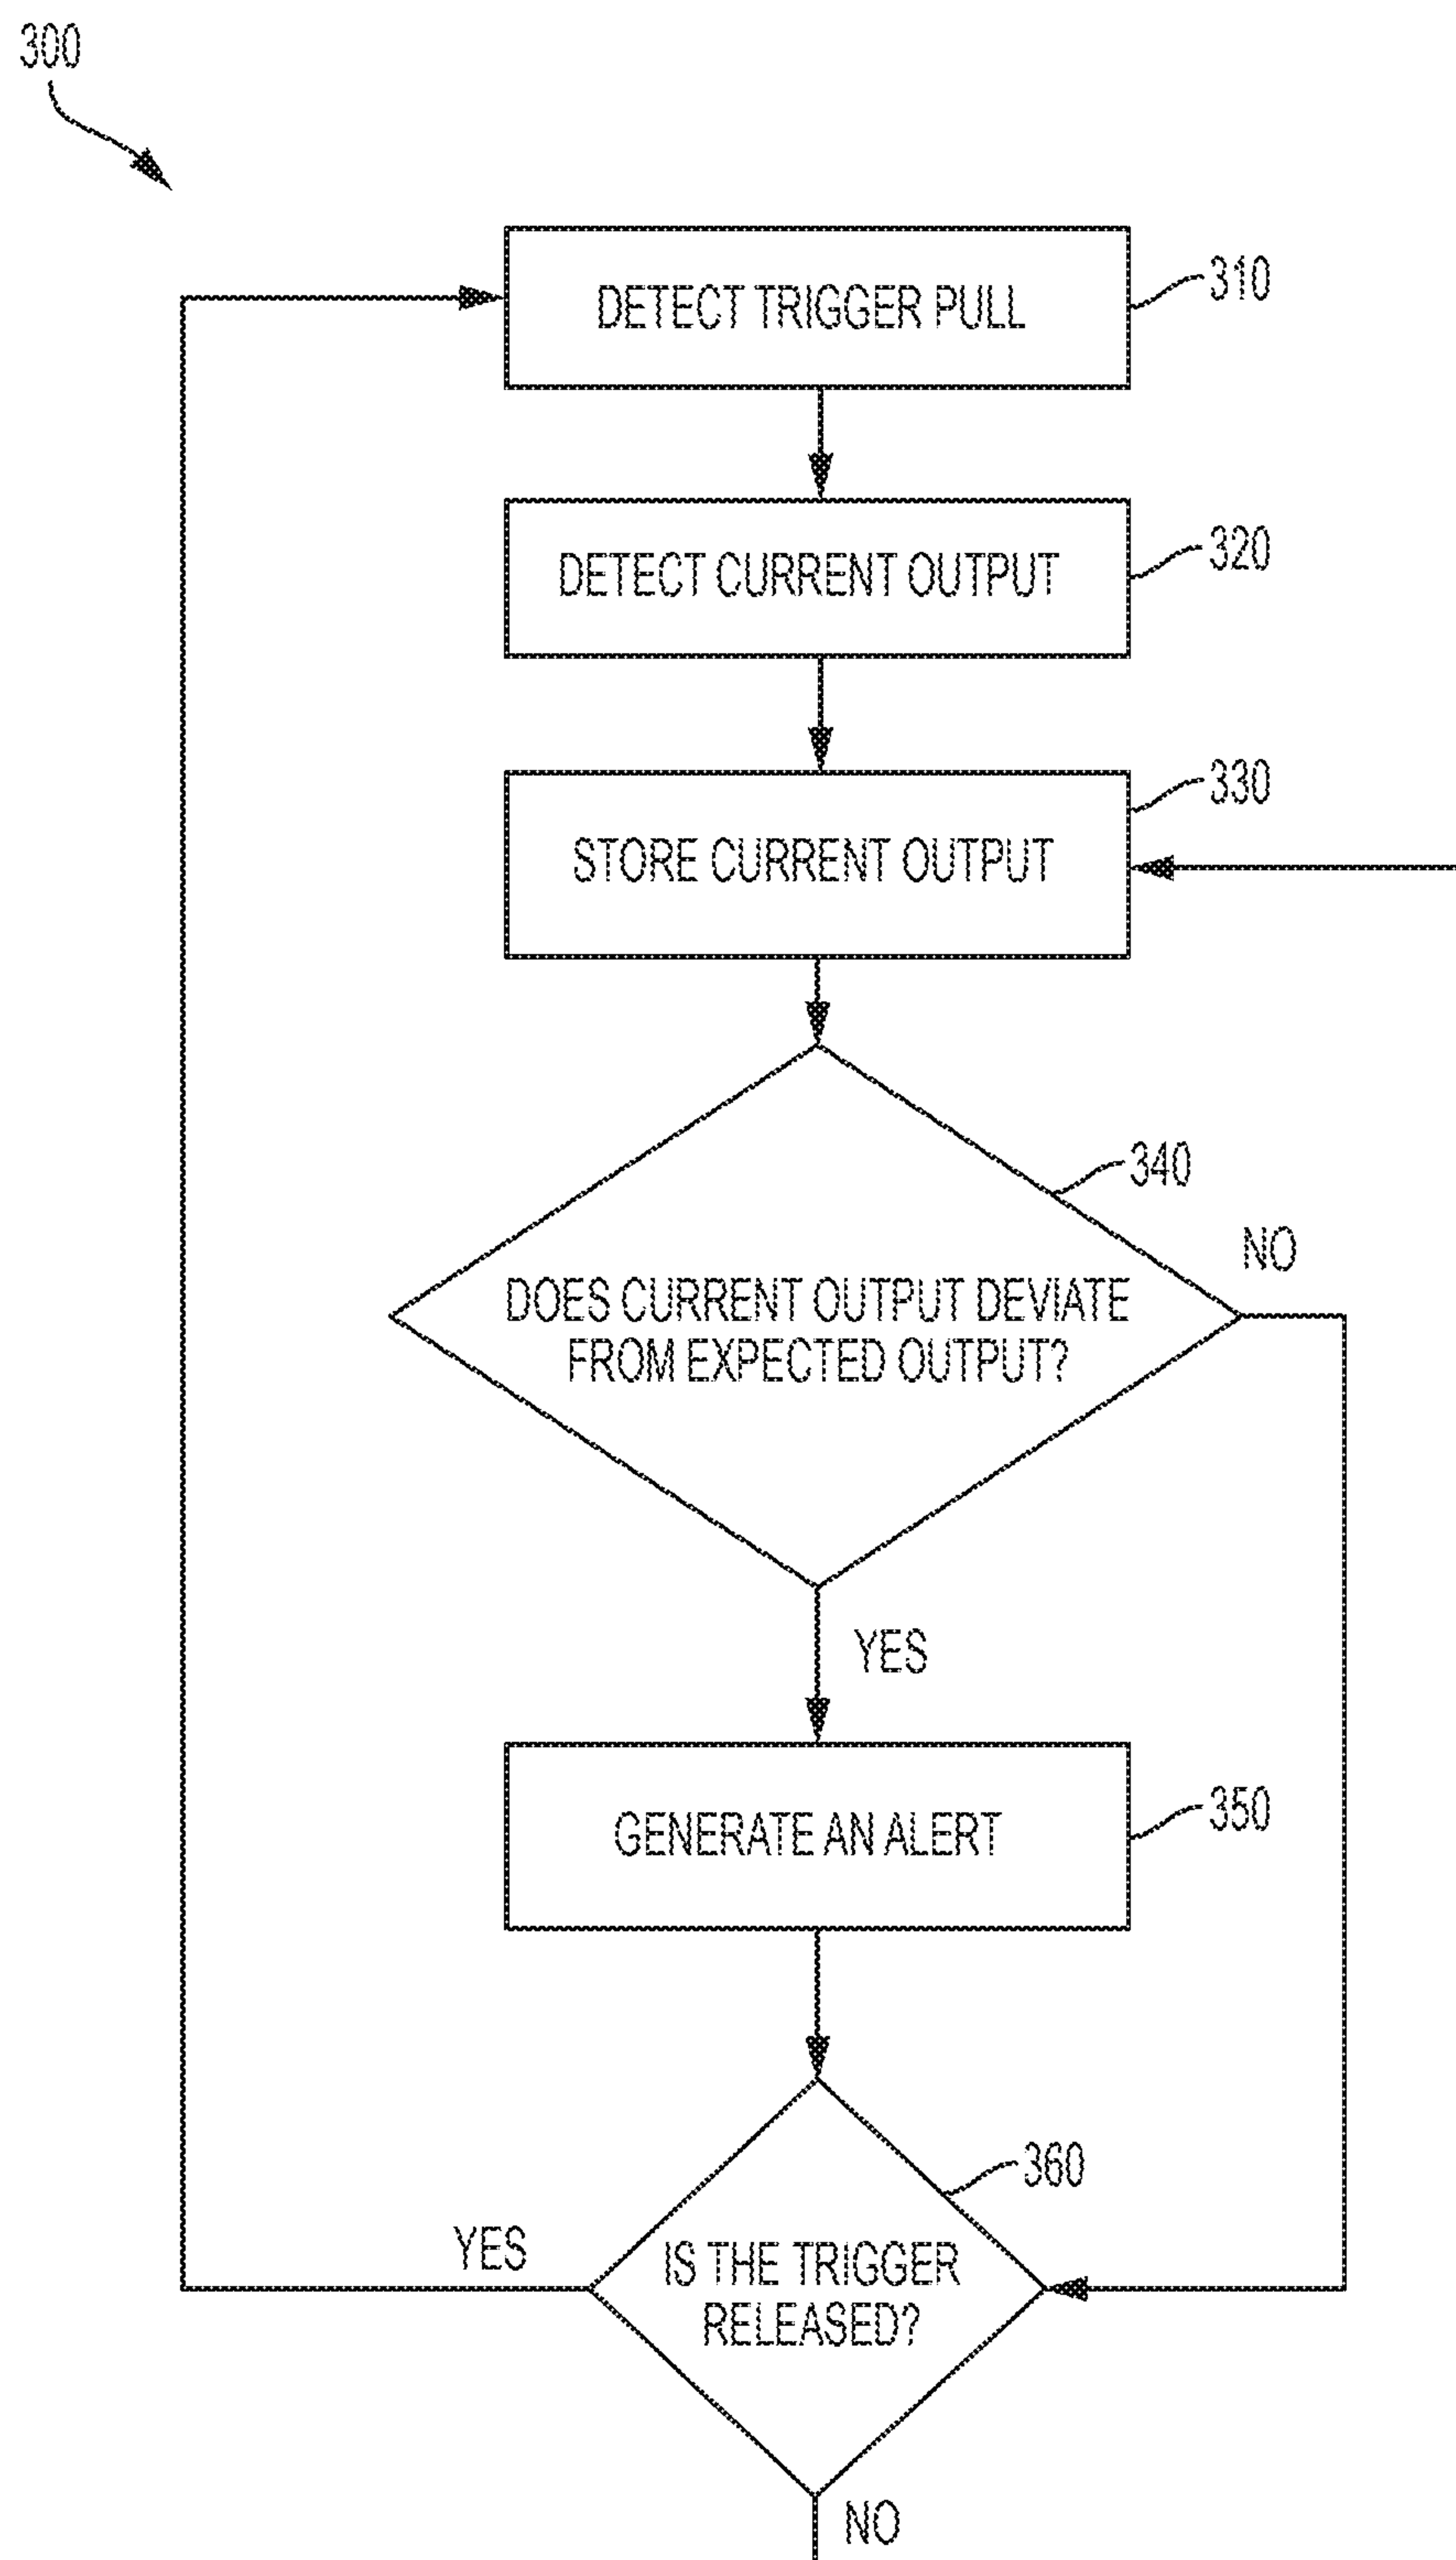 300
DETECT TRIGGER PULL
310
DETECT CURRENT OUTPUT
320
STORE CURRENT OUTPUT
330
340
NO
DOES CURRENT OUTPUT DEVIATE
FROM EXPECTED OUTPUT?
YES
GENERATE AN ALERT
350
360
YES
IS THE TRIGGER
RELEASED?
NO